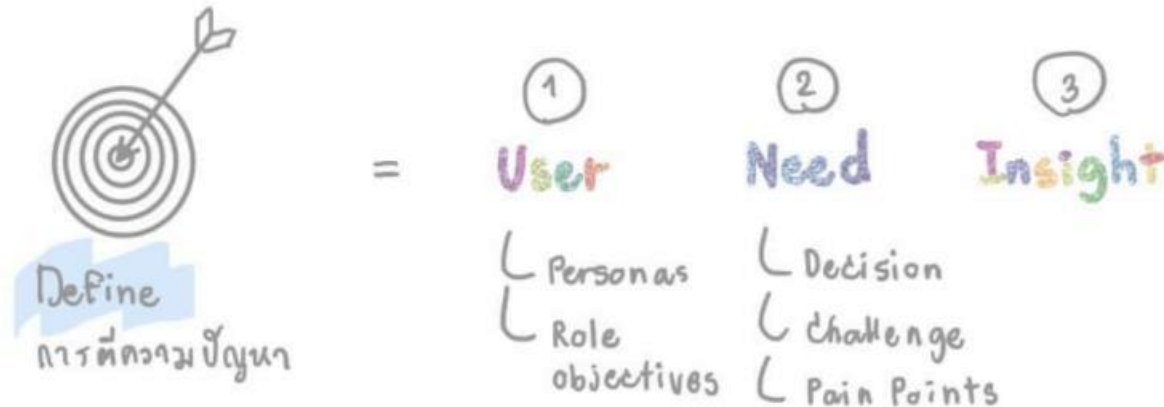 1 2 3
= User Need Insight
Define
การตีความปัญหา
Personas
Role
objectives
Decision
Challenge
Pain Points